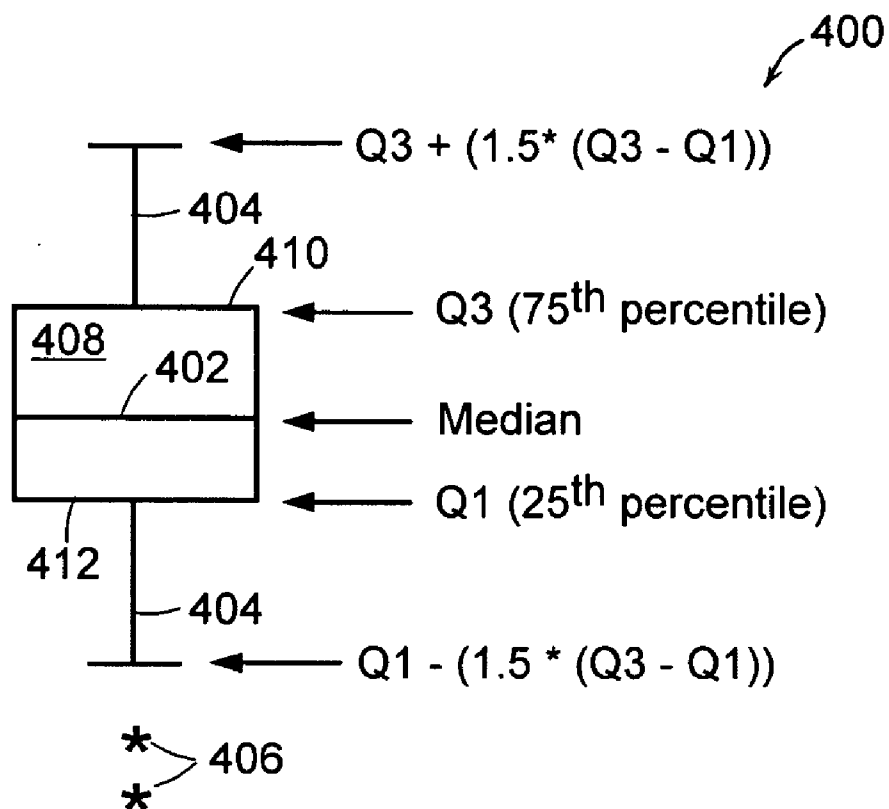 400
Q3 + (1.5* (Q3 - Q1))
404
410
Q3 (75th percentile)
408
402
Median
Q1 (25th percentile)
412
404
Q1 - (1.5 * (Q3 - Q1))
* 406
*